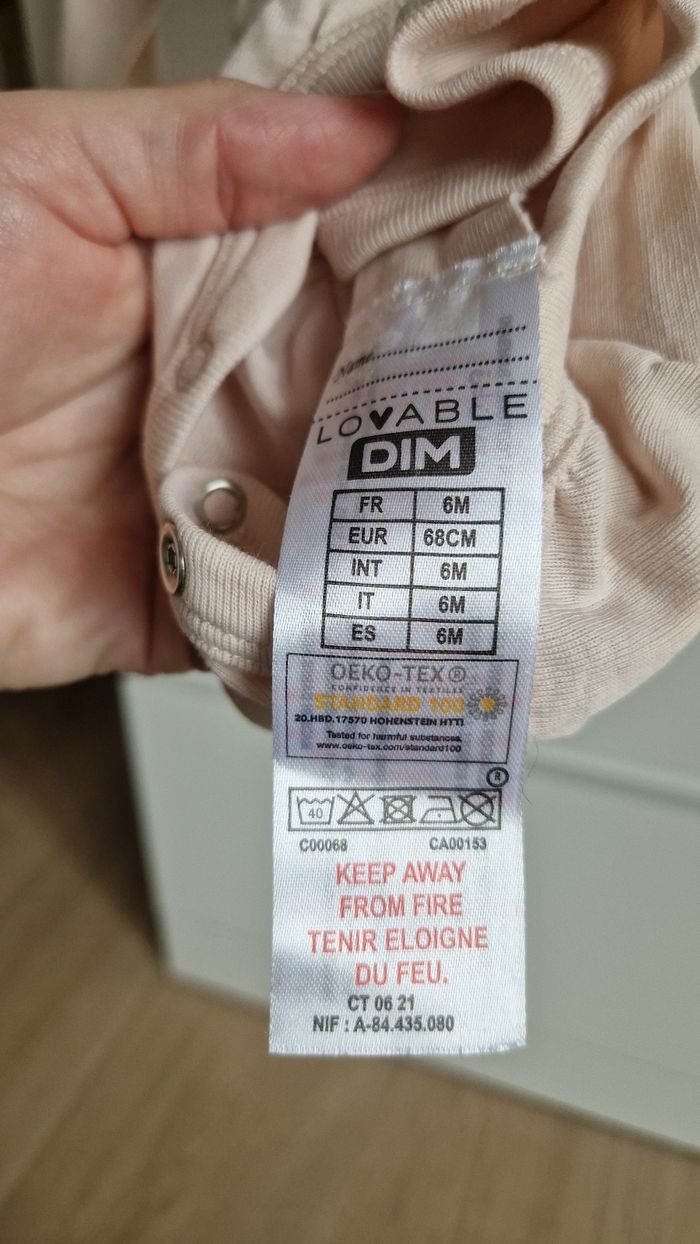 Name
LOVABLE
DIM
FR 6M
EUR 68CM
INT 6M
IT 6M
ES 6M
OEKO-TEX®
CONFIDENCE IN TEXTILES
STANDARD 100
20.HBD.17570 HOHENSTEIN HTTI
Tested for harmful substances.
www.oeko-tex.com/standard100
®
40
C00068 CA00153
KEEP AWAY
FROM FIRE
TENIR ELOIGNE
DU FEU.
CT 06 21
NIF : A-84.435.080